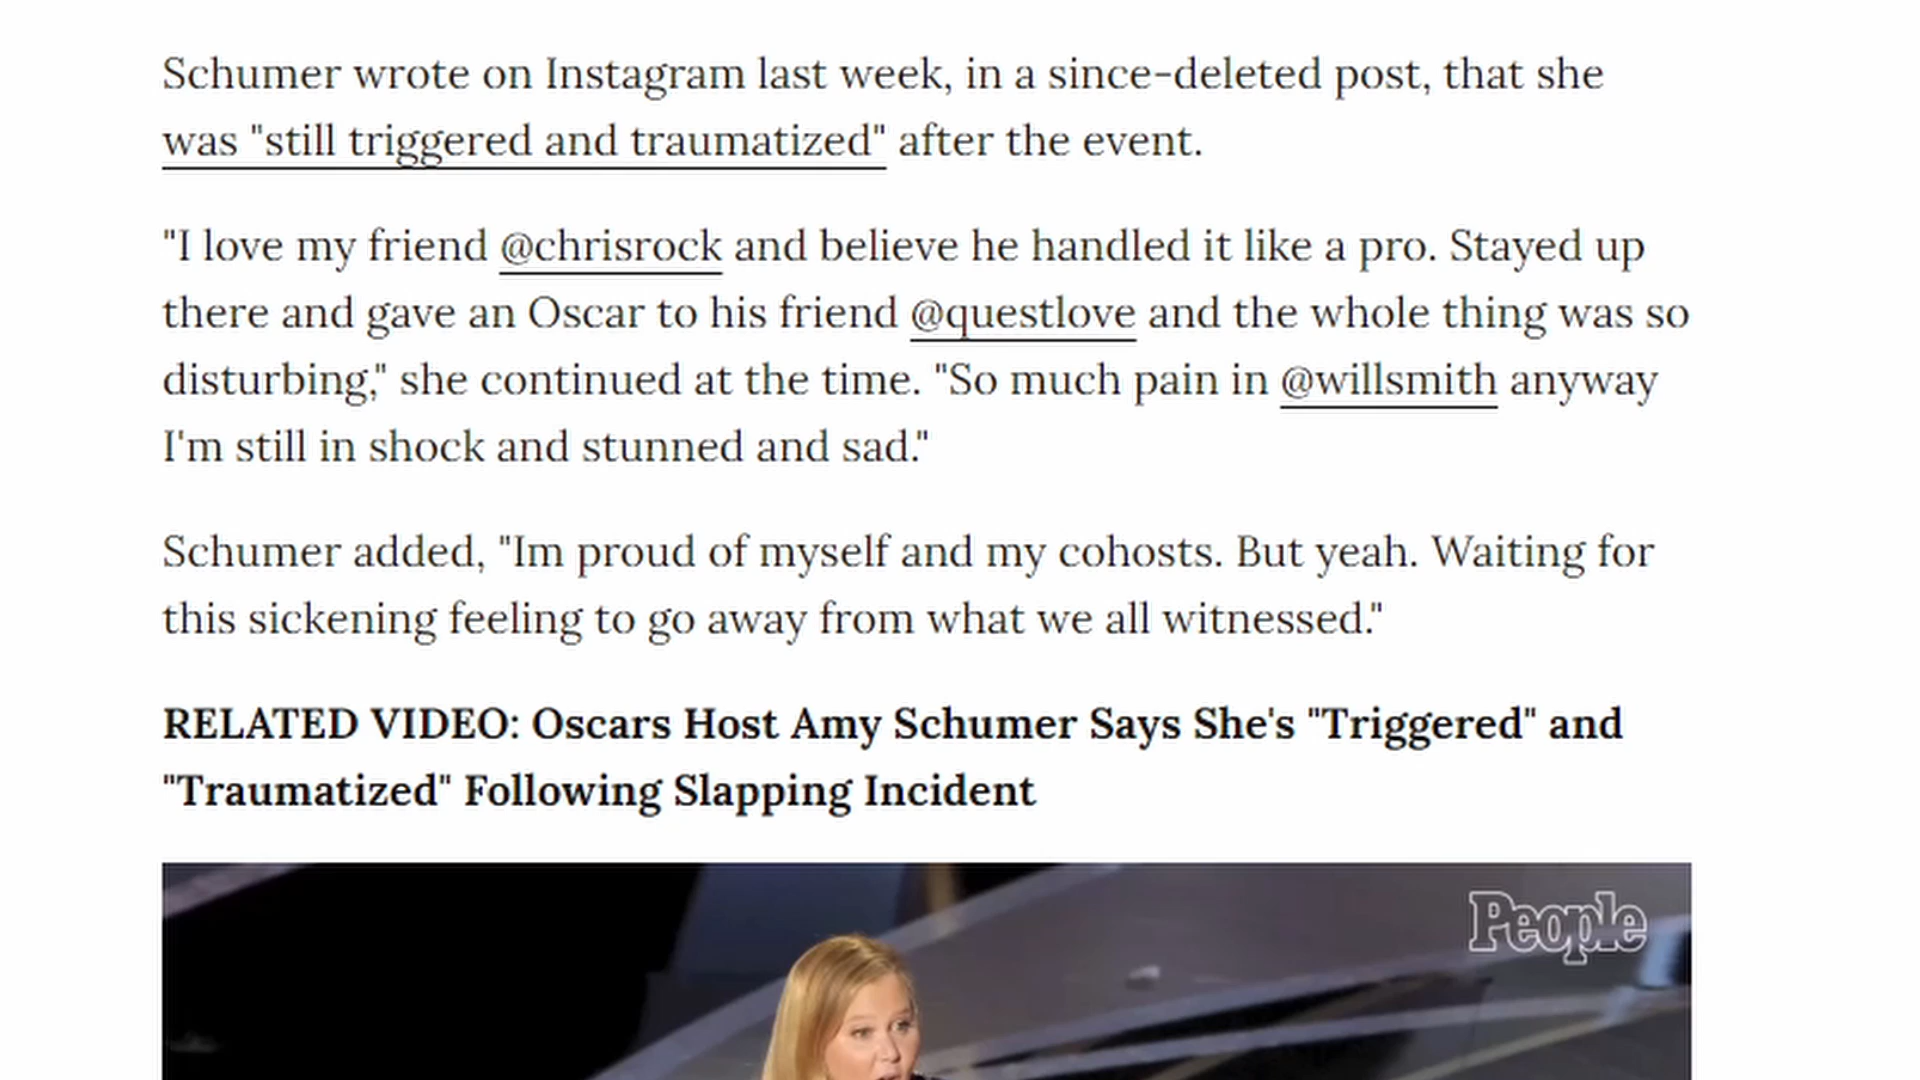 Schumer wrote on Instagram last week, in a since-deleted post, that she
was "still triggered and traumatized" after the event.
"I love my friend @chrisrock and believe he handled it like a pro. Stayed up
there and gave an Oscar to his friend @questlove and the whole thing was so
disturbing," she continued at the time. "So much pain in @willsmith anyway
I'm still in shock and stunned and sad."
Schumer added, "Im proud of myself and my cohosts. But yeah. Waiting for
this sickening feeling to go away from what we all witnessed."
RELATED VIDEO: Oscars Host Amy Schumer Says She's "Triggered" and
"Traumatized" Following Slapping Incident
People